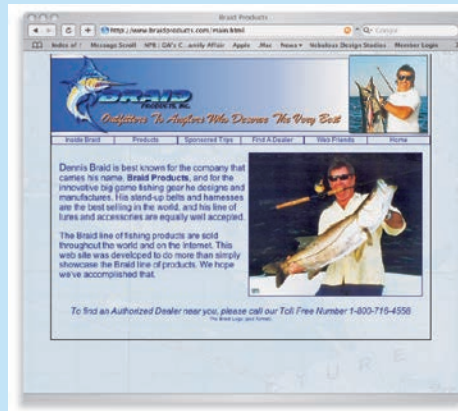 Braid Products
http://www.braidproducts.com/main.html
Message Scroll
Apple
.Mac
News
Nebulous Design Studios
Member Login
BRAID
PRODUCTS, INC.
Outfitters To Anglers Who Deserve The Very Best
Inside Braid
Products
Sponsored Trips
Find A Dealer
Web Friends
Home
Dennis Braid is best known for the company that
carries his name, Braid Products, and for the
innovative big game fishing gear he designs and
manufactures. His stand-up belts and harnesses
are the best selling in the world, and his line of
lures and accessories are equally well accepted.
The Braid line of fishing products are sold
throughout the world and on the Internet. This
web site was developed to do more than simply
showcase the Braid line of products. We hope
we've accomplished that.
To find an Authorized Dealer near you, please call our Toll Free Number 1-800-716-4558
T U R E